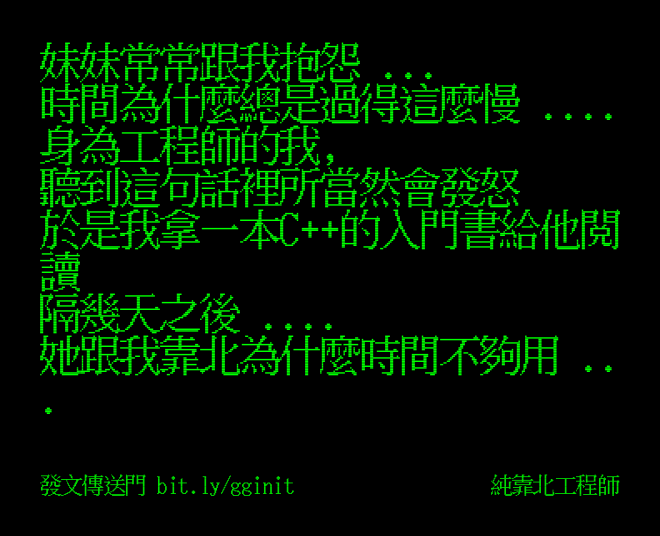 妹妹常常跟我抱怨 ...
時間為什麼總是過得這麼慢 ....
身為工程師的我,
聽到這句話裡所當然會發怒
於是我拿一本C++的入門書給他閱
讀
隔幾天之後 ....
她跟我靠北為什麼時間不夠用 ..
.
發文傳送門 bit.ly/gginit 純靠北工程師